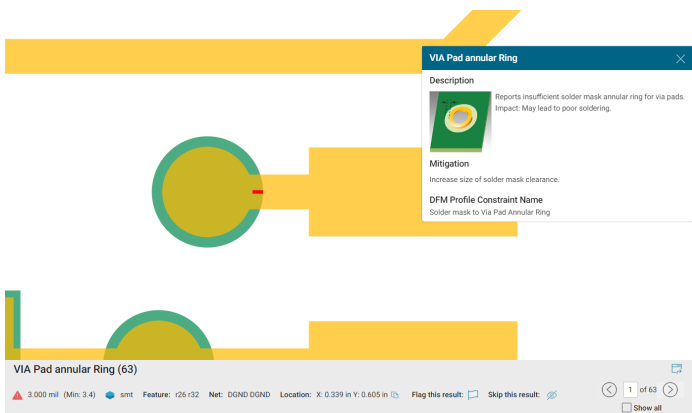 VIA Pad annular Ring
Description
Reports insufficient solder mask annular ring for via pads.
Impact: May lead to poor soldering.
Mitigation
Increase size of solder mask clearance.
DFM Profile Constraint Name
Solder mask to Via Pad Annular Ring
VIA Pad annular Ring (63)
3.000 mil (Min: 3.4) smt Feature: r26 r32 Net: DGND DGND Location: X: 0.339 in Y: 0.605 in Flag this result: Skip this result: 1 of 63
Show all